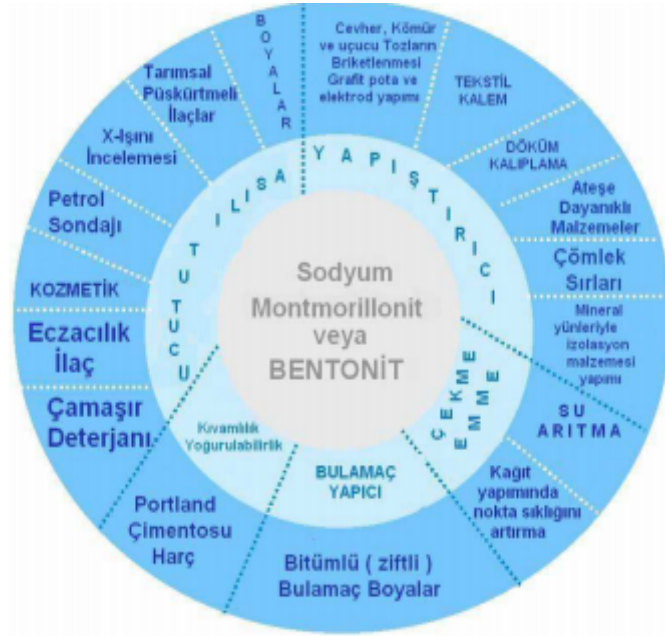 Sodyum
Montmorillonit
veya
BENTONİT
YAPIŞTIRICI
ÇEKME
EMME
BULAMAÇ
YAPICI
Kıvamlılık
Yoğurulabilirlik
TUTUCU
ASILI
Cevher, Kömür
ve uçucu Tozların
Briketlenmesi
Grafit pota ve
elektrod yapımı
TEKSTİL
KALEM
DÖKÜM
KALIPLAMA
Ateşe
Dayanıklı
Malzemeler
Çömlek
Sırları
Mineral
yünleriyle
izolasyon
malzemesi
yapımı
SU
ARITMA
Kağıt
yapımında
nokta sıklığını
artırma
Bitümlü ( ziftli )
Bulamaç Boyalar
Portland
Çimentosu
Harç
Çamaşır
Deterjanı
Eczacılık
İlaç
KOZMETİK
Petrol
Sondajı
X-Işını
İncelemesi
Tarımsal
Püskürtmeli
İlaçlar
BOYALAR